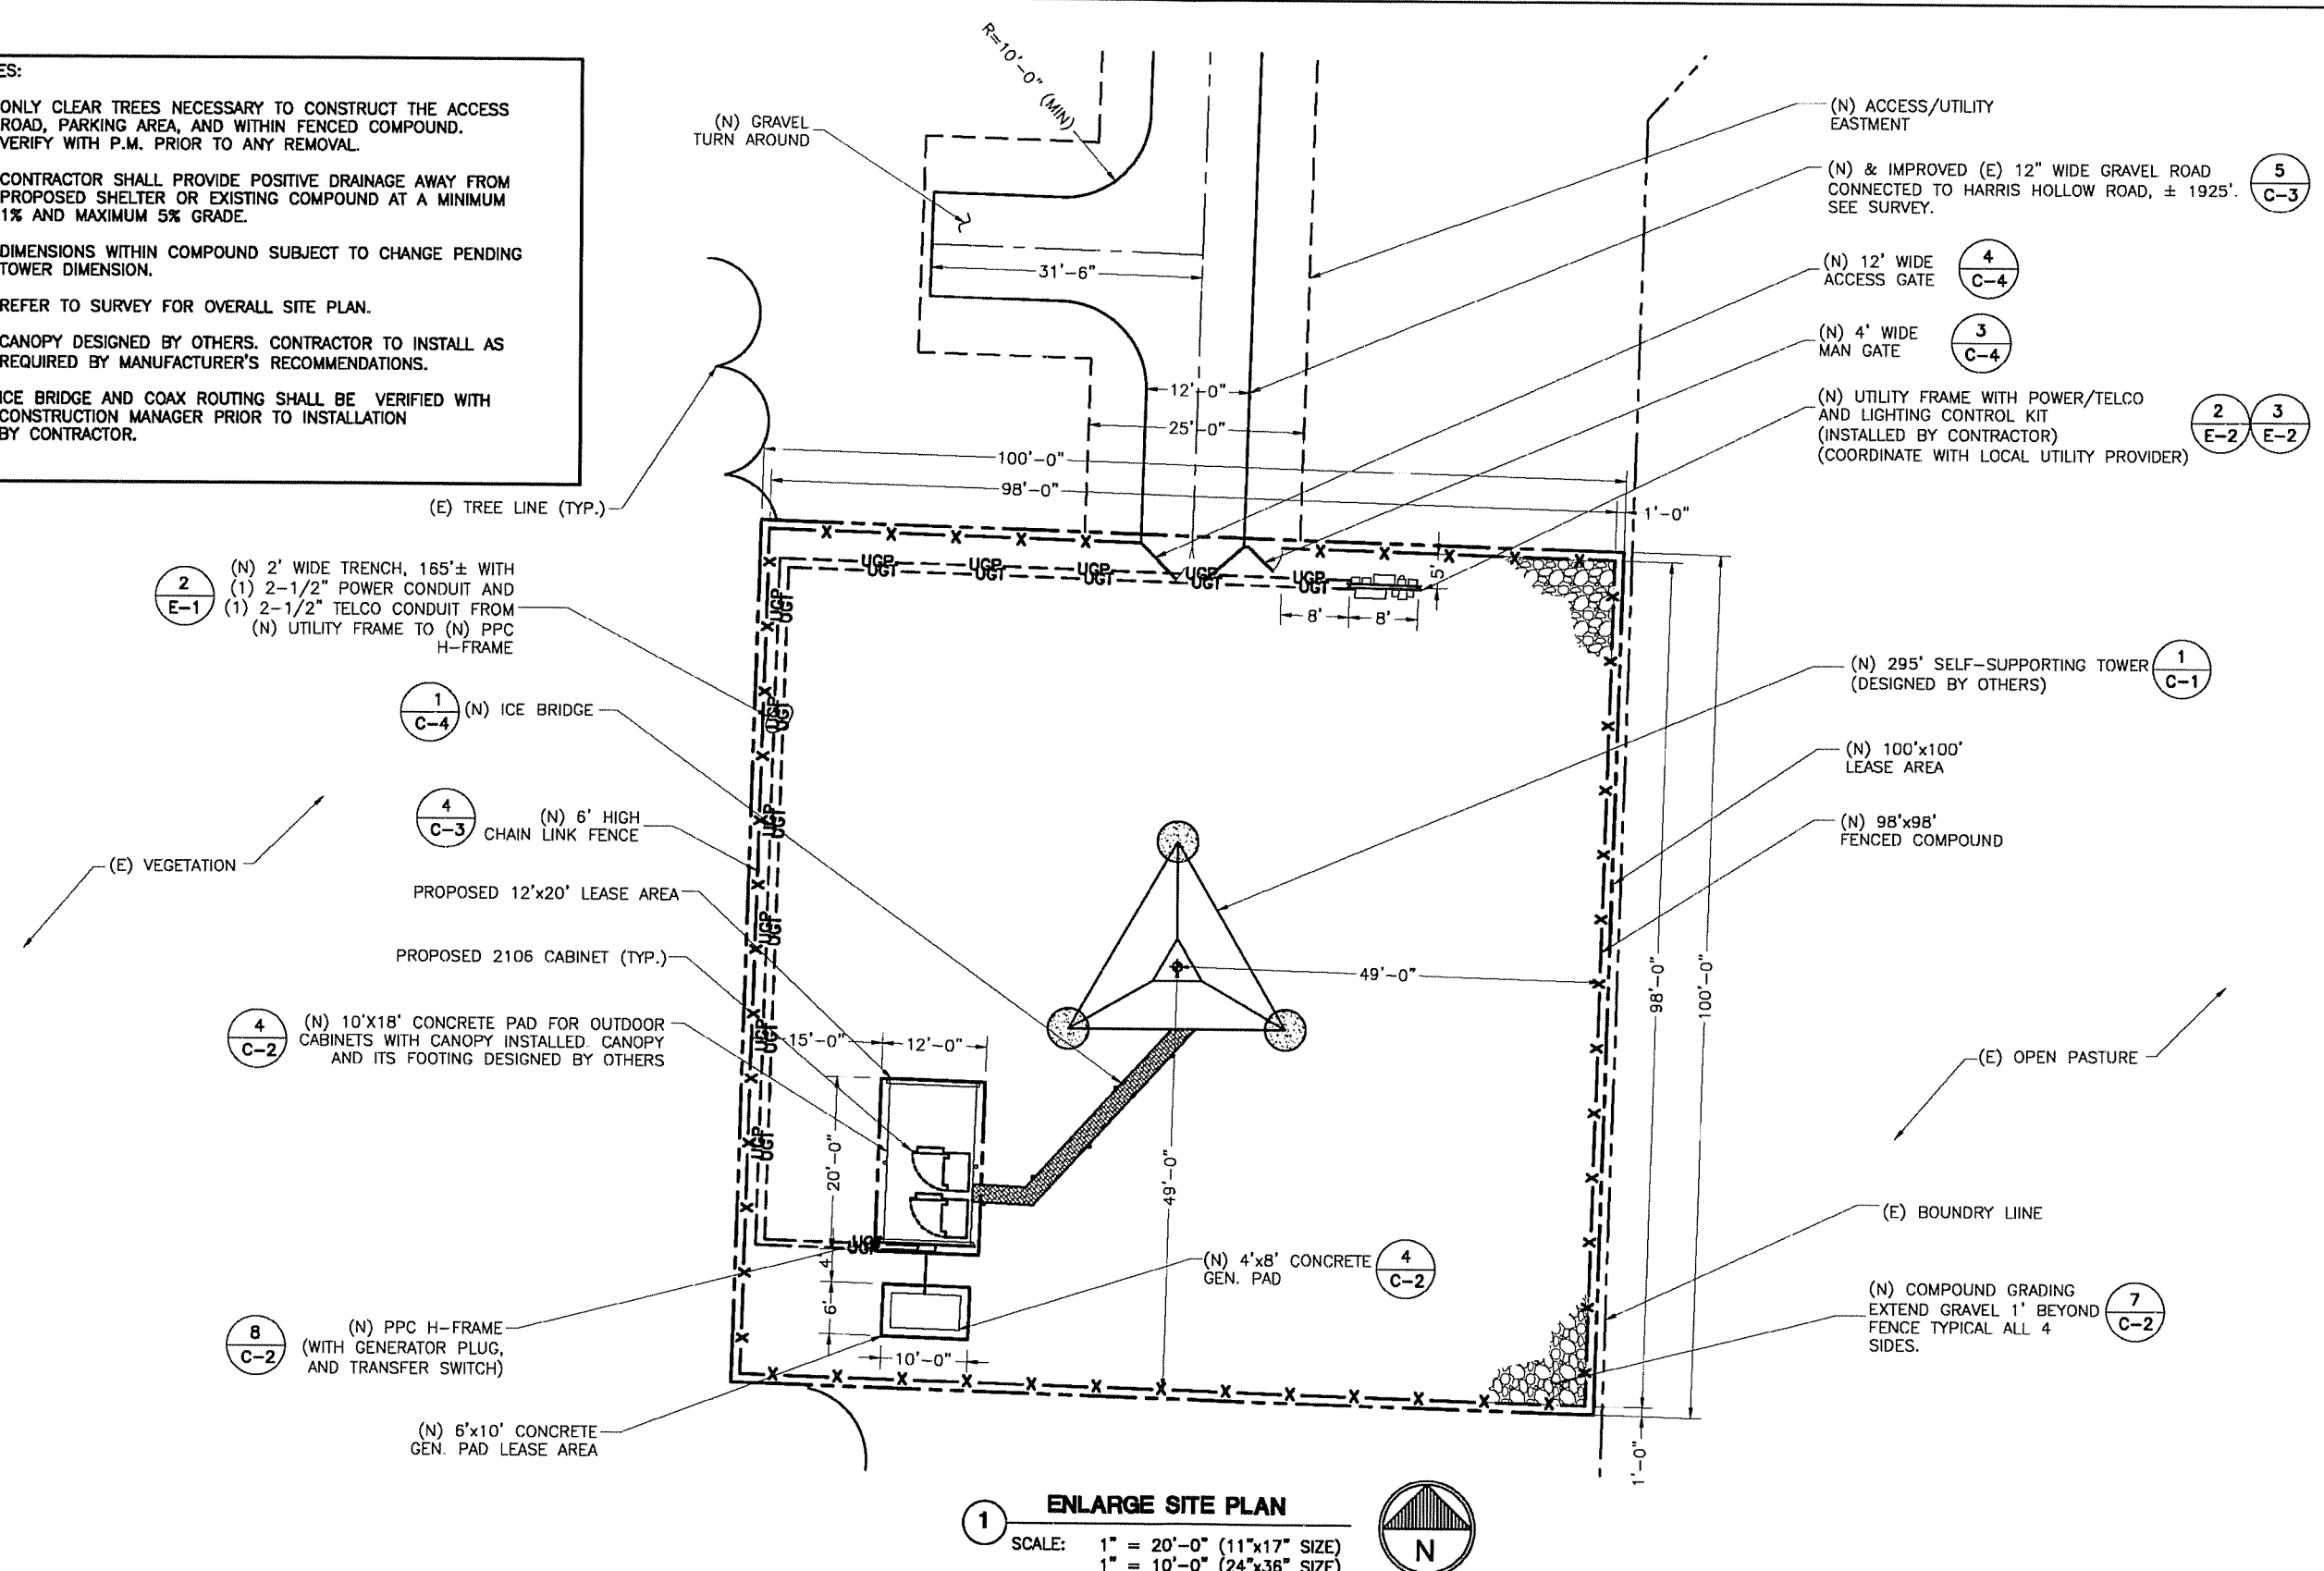 ES:
ONLY CLEAR TREES NECESSARY TO CONSTRUCT THE ACCESS
ROAD, PARKING AREA, AND WITHIN FENCED COMPOUND.
VERIFY WITH P.M. PRIOR TO ANY REMOVAL.
CONTRACTOR SHALL PROVIDE POSITIVE DRAINAGE AWAY FROM
PROPOSED SHELTER OR EXISTING COMPOUND AT A MINIMUM
1% AND MAXIMUM 5% GRADE.
DIMENSIONS WITHIN COMPOUND SUBJECT TO CHANGE PENDING
TOWER DIMENSION.
REFER TO SURVEY FOR OVERALL SITE PLAN.
CANOPY DESIGNED BY OTHERS. CONTRACTOR TO INSTALL AS
REQUIRED BY MANUFACTURER'S RECOMMENDATIONS.
ICE BRIDGE AND COAX ROUTING SHALL BE VERIFIED WITH
CONSTRUCTION MANAGER PRIOR TO INSTALLATION
BY CONTRACTOR.
R=10'-0" (MIN)
(N) GRAVEL
TURN AROUND
31'-6"
12'-0"
25'-0"
100'-0"
98'-0"
1'-0"
(N) ACCESS/UTILITY
EASTMENT
(N) & IMPROVED (E) 12" WIDE GRAVEL ROAD
CONNECTED TO HARRIS HOLLOW ROAD, ± 1925'.
SEE SURVEY.
5
C-3
(N) 12' WIDE
ACCESS GATE
4
C-4
(N) 4' WIDE
MAN GATE
3
C-4
(N) UTILITY FRAME WITH POWER/TELCO
AND LIGHTING CONTROL KIT
(INSTALLED BY CONTRACTOR)
(COORDINATE WITH LOCAL UTILITY PROVIDER)
2
E-2
3
E-2
(E) TREE LINE (TYP.)
2
E-1
(N) 2' WIDE TRENCH, 165'± WITH
(1) 2-1/2" POWER CONDUIT AND
(1) 2-1/2" TELCO CONDUIT FROM
(N) UTILITY FRAME TO (N) PPC
H-FRAME
X X X X X X X X X X
UGP UGP UGP UGP UGP
UGT UGT UGT UGT UGT
5'
8'
8'
1
C-4
(N) ICE BRIDGE
(N) 295' SELF-SUPPORTING TOWER
(DESIGNED BY OTHERS)
1
C-1
(N) 100'x100'
LEASE AREA
4
C-3
(N) 6' HIGH
CHAIN LINK FENCE
(N) 98'x98'
FENCED COMPOUND
(E) VEGETATION
PROPOSED 12'x20' LEASE AREA
PROPOSED 2106 CABINET (TYP.)
49'-0"
98'-0"
100'-0"
4
C-2
(N) 10'X18' CONCRETE PAD FOR OUTDOOR
CABINETS WITH CANOPY INSTALLED. CANOPY
AND ITS FOOTING DESIGNED BY OTHERS
15'-0"
12'-0"
20'-0"
49'-0"
(E) OPEN PASTURE
(E) BOUNDRY LIINE
UGP
UGT
4'
6'
10'-0"
(N) 4'x8' CONCRETE
GEN. PAD
4
C-2
(N) COMPOUND GRADING
EXTEND GRAVEL 1' BEYOND
FENCE TYPICAL ALL 4
SIDES.
7
C-2
8
C-2
(N) PPC H-FRAME
(WITH GENERATOR PLUG,
AND TRANSFER SWITCH)
(N) 6'x10' CONCRETE
GEN. PAD LEASE AREA
1'-0"
1
ENLARGE SITE PLAN
SCALE: 1" = 20'-0" (11"x17" SIZE)
1" = 10'-0" (24"x36" SIZE)
N